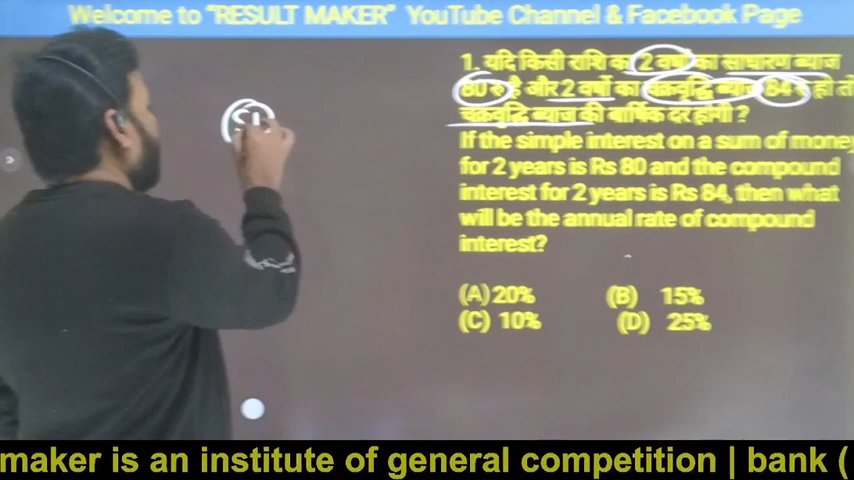 Welcome to "RESULT MAKER" YouTube Channel & Facebook Page
1. यदि किसी राशि का 2 वर्षों का साधारण ब्याज
80 रु है और 2 वर्षों का चक्रवृद्धि ब्याज 84 रु हो तो
चक्रवृद्धि ब्याज की वार्षिक दर होगी ?
If the simple interest on a sum of money
for 2 years is Rs 80 and the compound
interest for 2 years is Rs 84, then what
will be the annual rate of compound
interest?
(A) 20% (B) 15%
(C) 10% (D) 25%
SI
maker is an institute of general competition | bank (